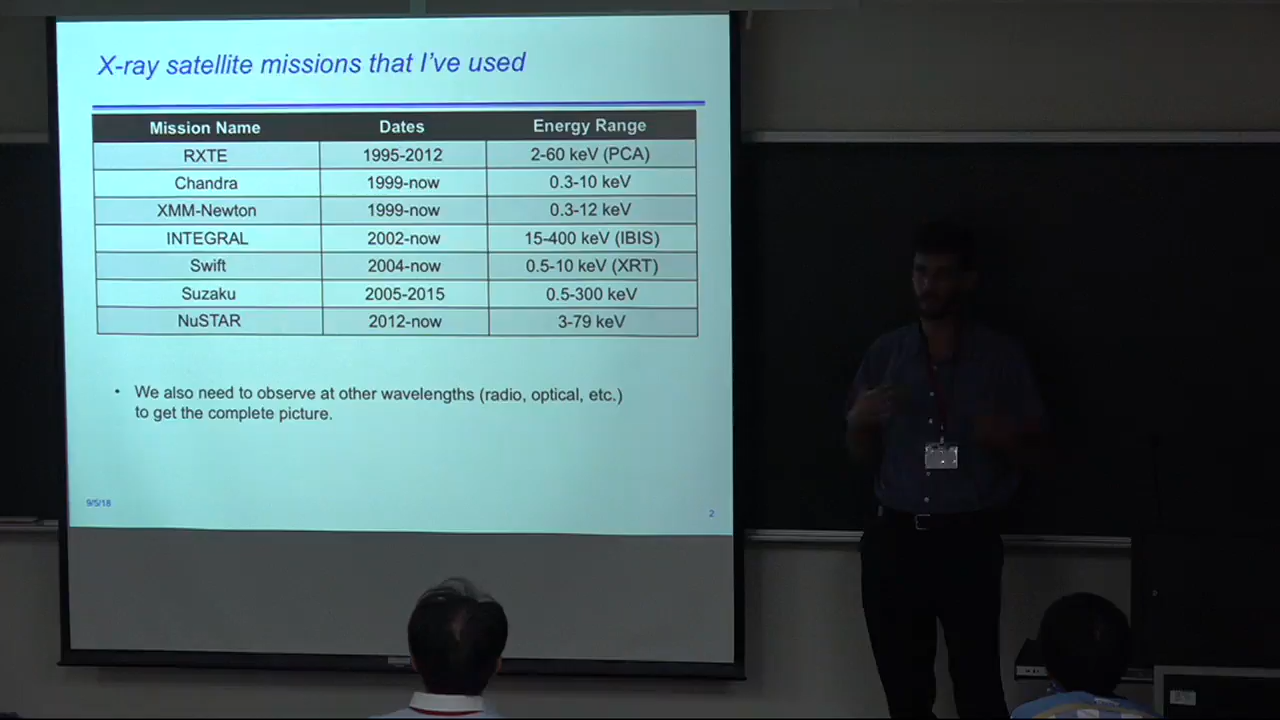 X-ray satellite missions that I've used
Mission Name Dates Energy Range
RXTE 1995-2012 2-60 keV (PCA)
Chandra 1999-now 0.3-10 keV
XMM-Newton 1999-now 0.3-12 keV
INTEGRAL 2002-now 15-400 keV (IBIS)
Swift 2004-now 0.5-10 keV (XRT)
Suzaku 2005-2015 0.5-300 keV
NuSTAR 2012-now 3-79 keV
• We also need to observe at other wavelengths (radio, optical, etc.)
to get the complete picture.
9/5/18
2